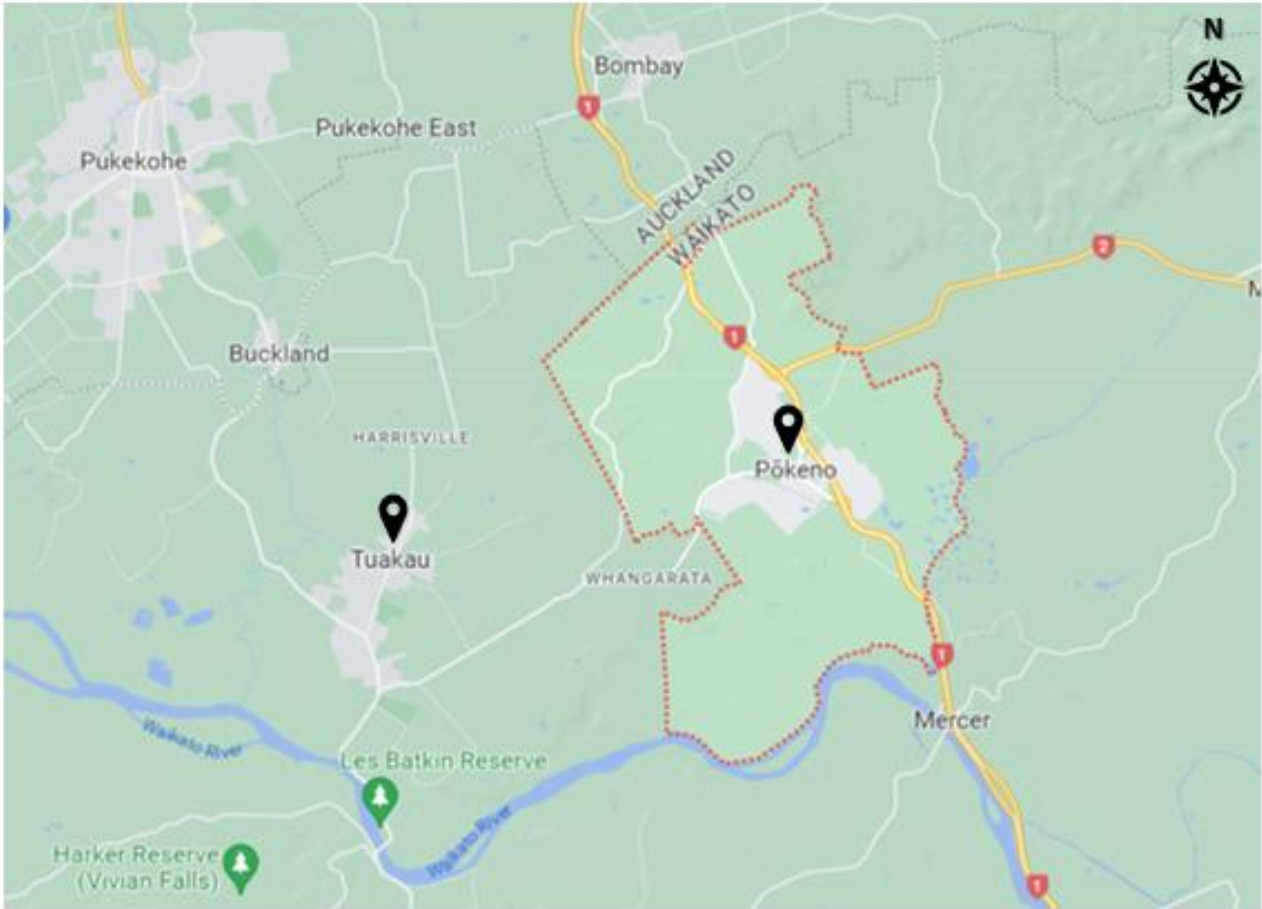 N
Bombay
1
Pukekohe East
Pukekohe
AUCKLAND
WAIKATO
2
M
1
Buckland
HARRISVILLE
Pōkeno
Tuakau
WHANGARATA
1
Mercer
Waikato River
Les Batkin Reserve
Waikato River
Harker Reserve
(Vivian Falls)
1